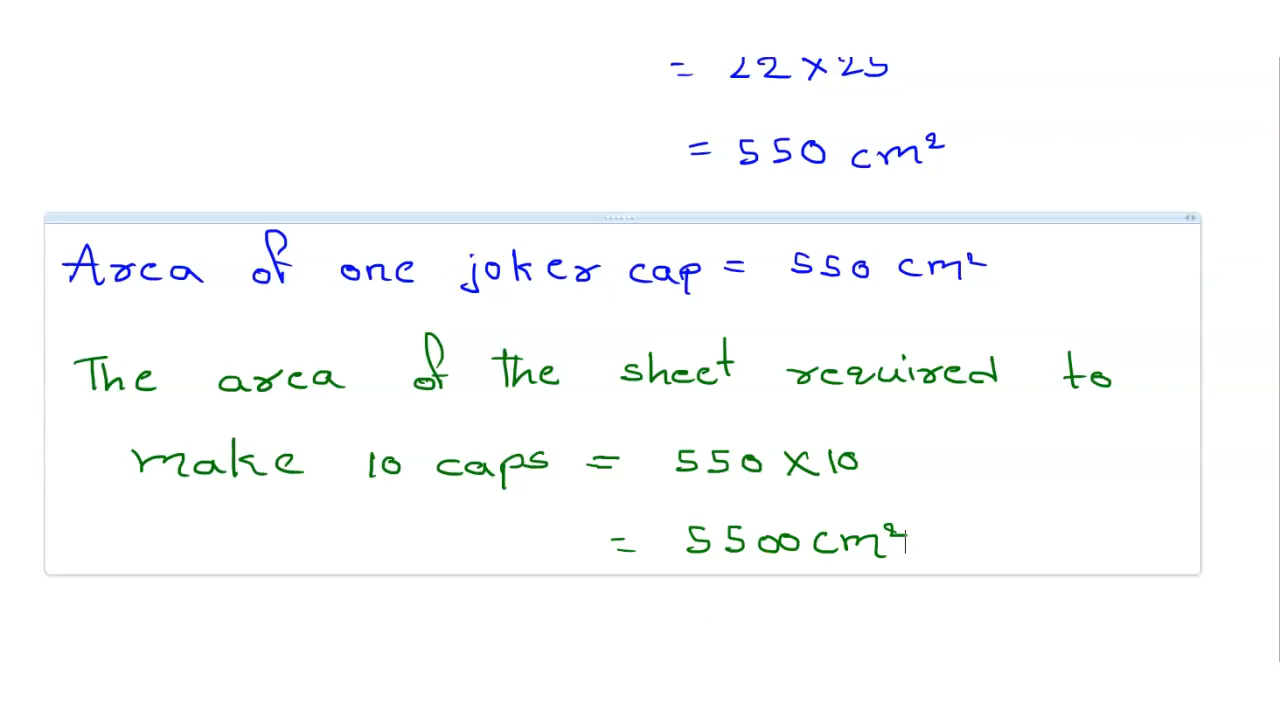 = 22 × 25
= 550 cm²
Area of one joker cap = 550 cm²
The area of the sheet required to
make 10 caps = 550 × 10
= 5500 cm²